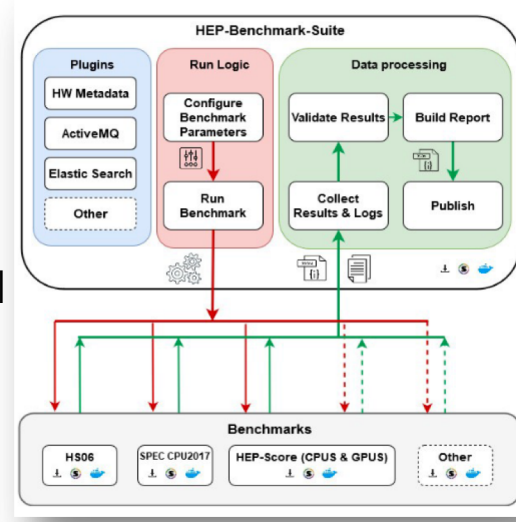 HEP-Benchmark-Suite
Plugins
HW Metadata
ActiveMQ
Elastic Search
Other
Run Logic
Configure
Benchmark
Parameters
Run
Benchmark
Data processing
Validate Results
Build Report
Collect
Results & Logs
Publish
Benchmarks
HS06
SPEC CPU2017
HEP-Score (CPUS & GPUS)
Other